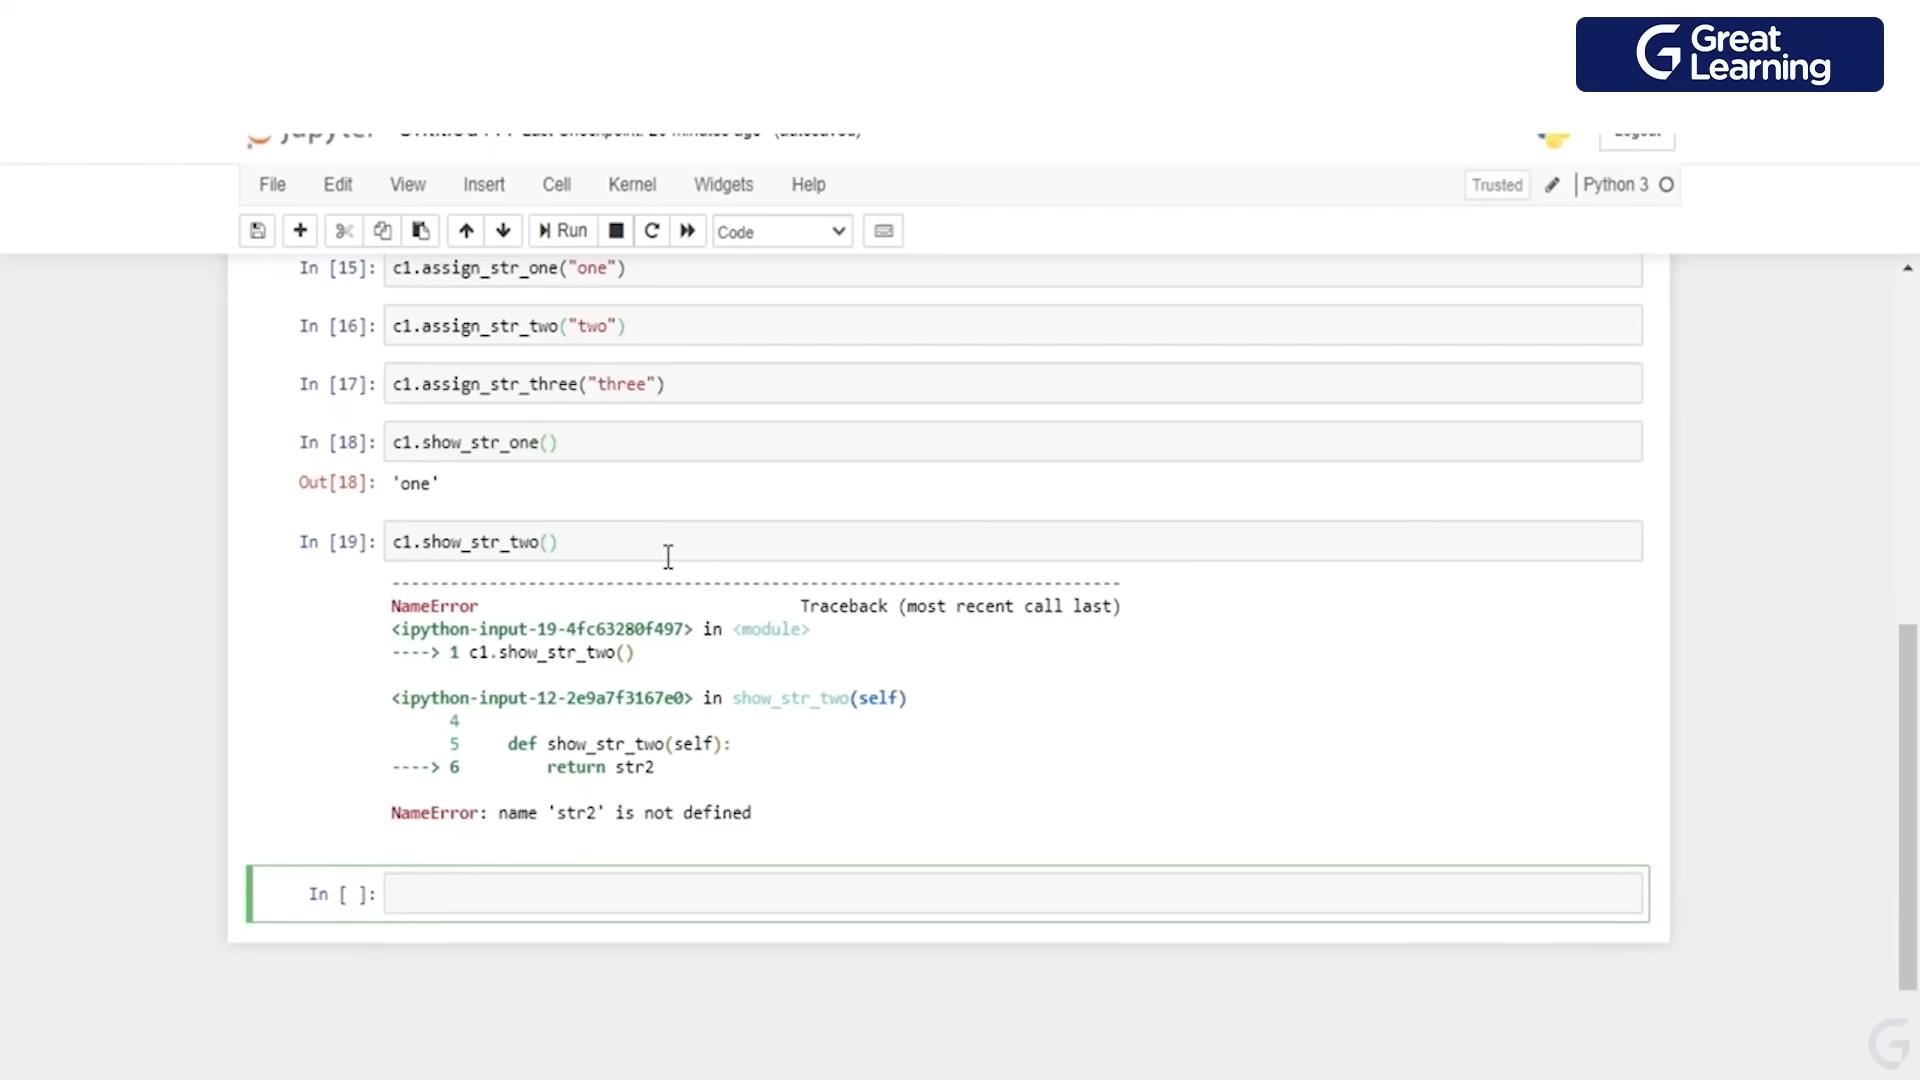 Great
Learning
File Edit View Insert Cell Kernel Widgets Help
Trusted Python 3
Run Code
In [15]: c1.assign_str_one("one")
In [16]: c1.assign_str_two("two")
In [17]: c1.assign_str_three("three")
In [18]: c1.show_str_one()
Out[18]: 'one'
In [19]: c1.show_str_two()
---------------------------------------------------------------------------
NameError Traceback (most recent call last)
<ipython-input-19-4fc63280f497> in <module>
----> 1 c1.show_str_two()
<ipython-input-12-2e9a7f3167e0> in show_str_two(self)
4
5 def show_str_two(self):
----> 6 return str2
NameError: name 'str2' is not defined
In [ ]: